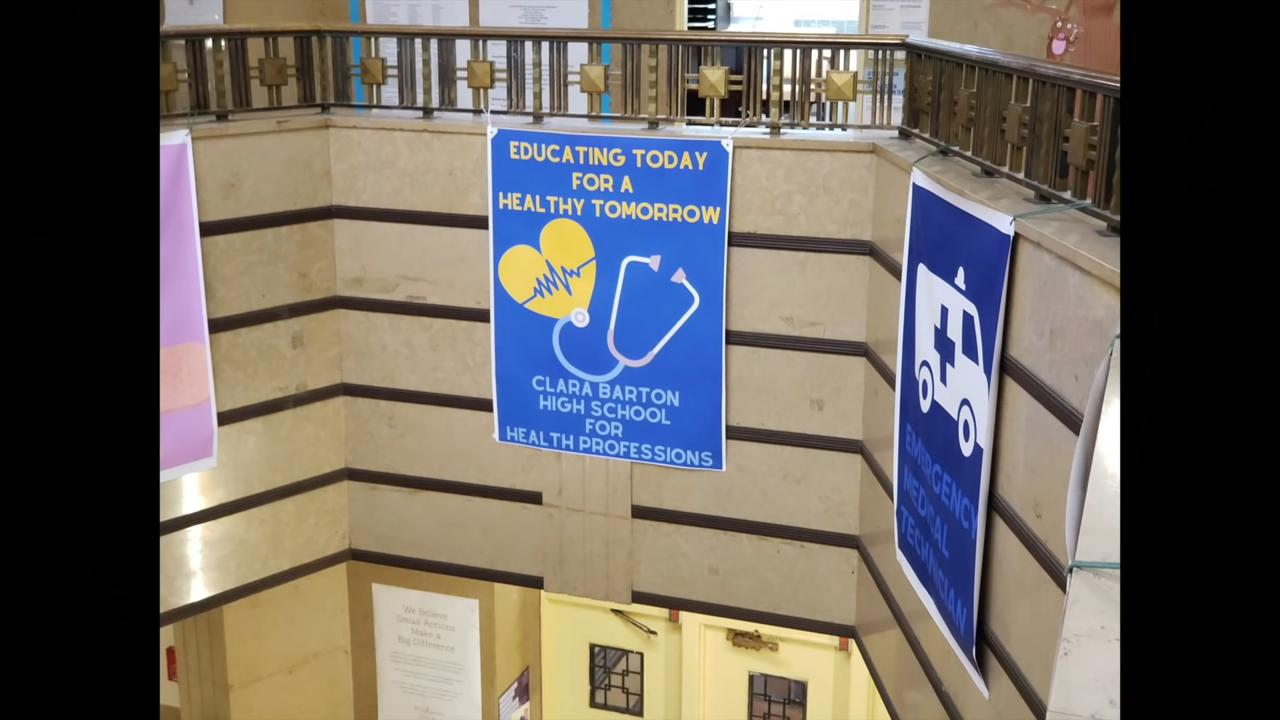 EDUCATING TODAY
FOR A
HEALTHY TOMORROW
CLARA BARTON
HIGH SCHOOL
FOR
HEALTH PROFESSIONS
EMERGENCY
MEDICAL
TECHNICIAN
We Believe
Small Actions
Make a
Big Difference